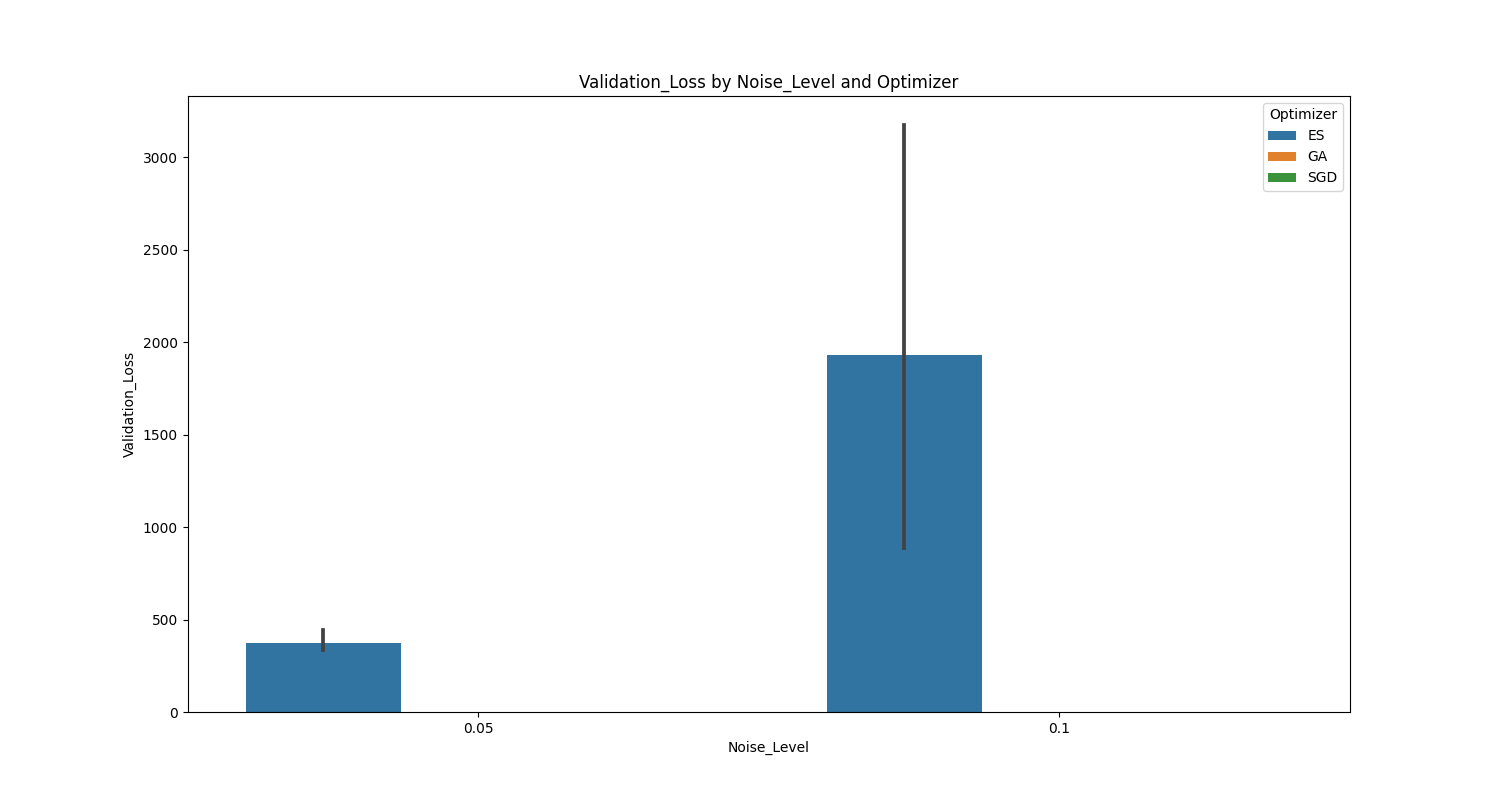 Validation_Loss by Noise_Level and Optimizer
Optimizer
ES
GA
SGD
Validation_Loss
3000
2500
2000
1500
1000
500
0
0.05
0.1
Noise_Level